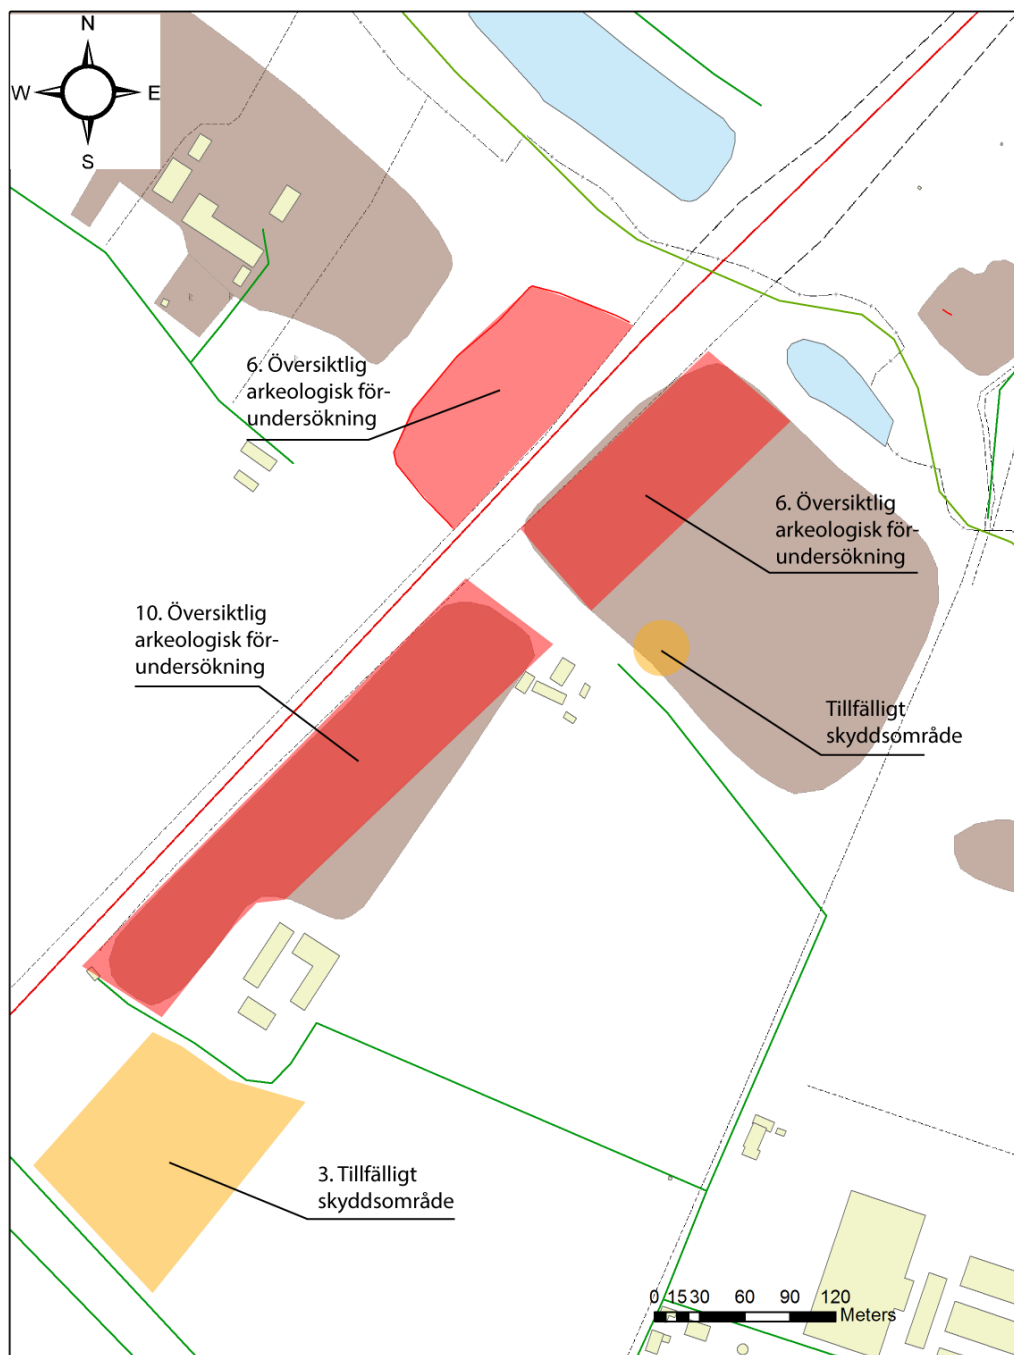 N
W
E
S
6. Översiktlig
arkeologisk för-
undersökning
6. Översiktlig
arkeologisk för-
undersökning
10. Översiktlig
arkeologisk för-
undersökning
Tillfälligt
skyddsområde
3. Tillfälligt
skyddsområde
0 15 30 60 90 120
Meters